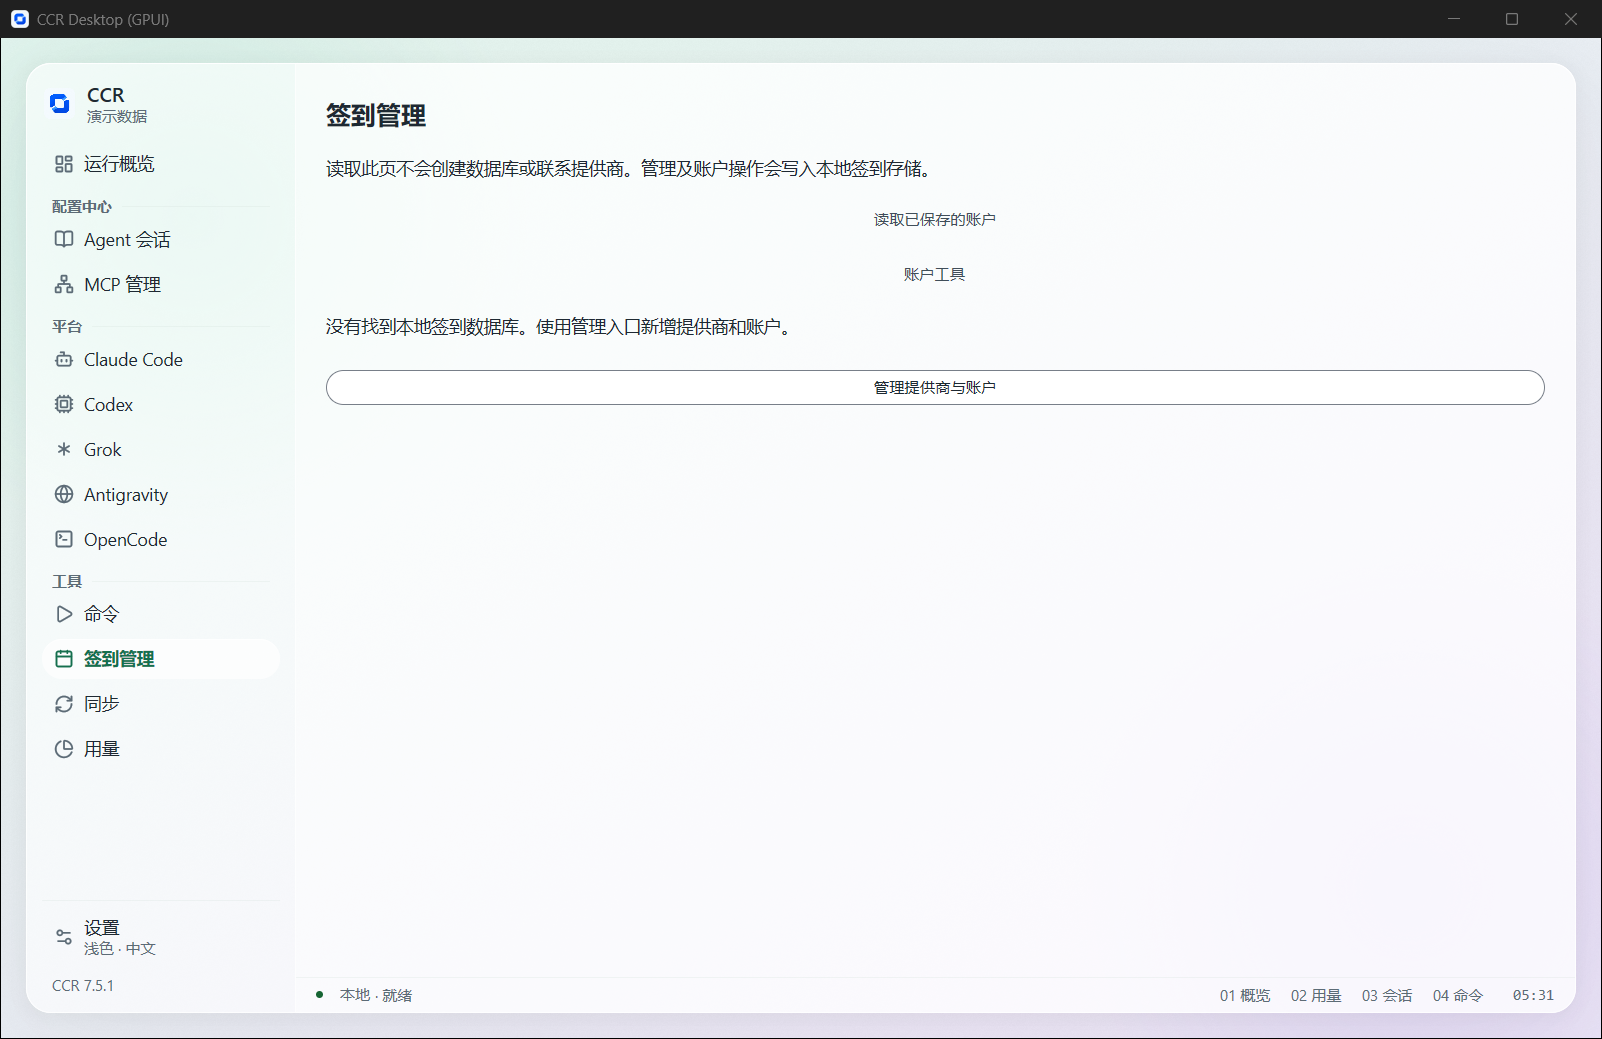 CCR Desktop (GPUI)
CCR
演示数据
运行概览
配置中心
Agent 会话
MCP 管理
平台
Claude Code
Codex
Grok
Antigravity
OpenCode
工具
命令
签到管理
同步
用量
设置
浅色 · 中文
CCR 7.5.1
签到管理
读取此页不会创建数据库或联系提供商。管理及账户操作会写入本地签到存储。
读取已保存的账户
账户工具
没有找到本地签到数据库。使用管理入口新增提供商和账户。
管理提供商与账户
本地 · 就绪
01 概览 02 用量 03 会话 04 命令 05:31